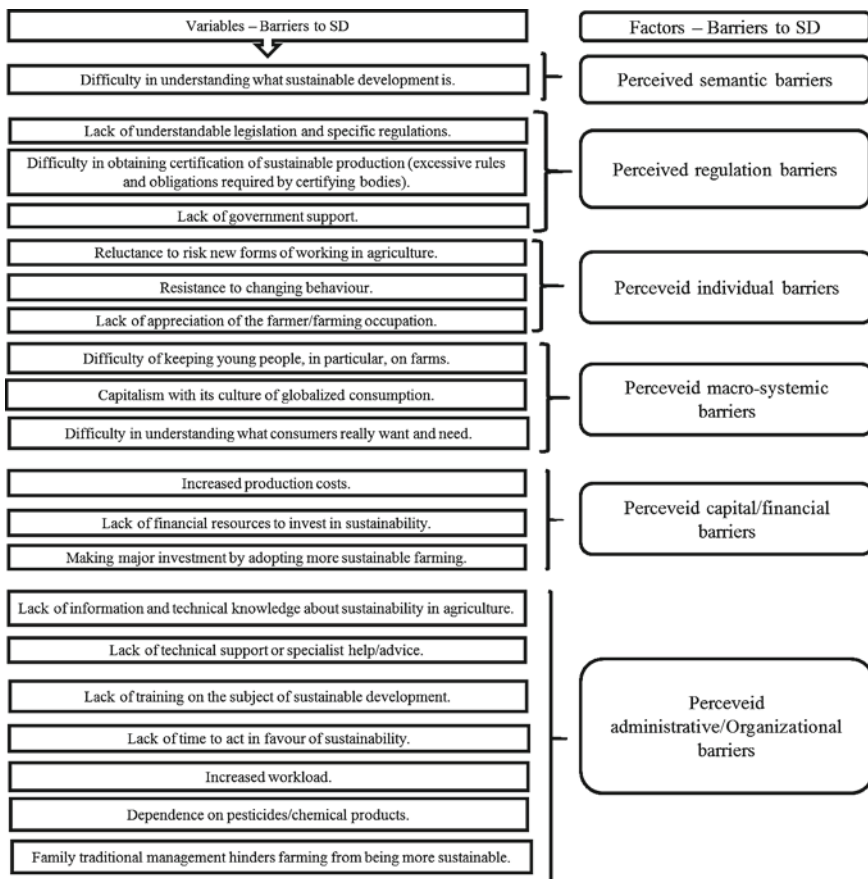 Variables – Barriers to SD
Factors – Barriers to SD
Difficulty in understanding what sustainable development is.
Perceived semantic barriers
Lack of understandable legislation and specific regulations.
Difficulty in obtaining certification of sustainable production (excessive rules
and obligations required by certifying bodies).
Lack of government support.
Perceived regulation barriers
Reluctance to risk new forms of working in agriculture.
Resistance to changing behaviour.
Lack of appreciation of the farmer/farming occupation.
Perceveid individual barriers
Difficulty of keeping young people, in particular, on farms.
Capitalism with its culture of globalized consumption.
Difficulty in understanding what consumers really want and need.
Perceveid macro-systemic
barriers
Increased production costs.
Lack of financial resources to invest in sustainability.
Making major investment by adopting more sustainable farming.
Perceveid capital/financial
barriers
Lack of information and technical knowledge about sustainability in agriculture.
Lack of technical support or specialist help/advice.
Lack of training on the subject of sustainable development.
Lack of time to act in favour of sustainability.
Increased workload.
Dependence on pesticides/chemical products.
Family traditional management hinders farming from being more sustainable.
Perceveid
administrative/Organizational
barriers